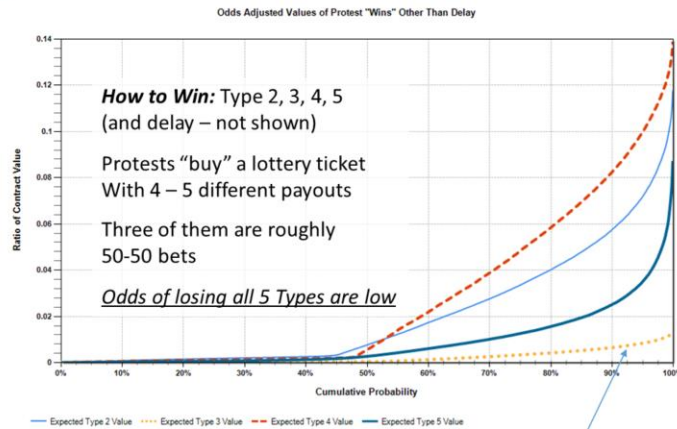 Odds Adjusted Values of Protest "Wins" Other Than Delay
0.14
0.12
0.1
0.08
0.06
0.04
0.02
0
Ratio of Contract Value
How to Win: Type 2, 3, 4, 5
(and delay – not shown)
Protests “buy” a lottery ticket
With 4 – 5 different payouts
Three of them are roughly
50-50 bets
Odds of losing all 5 Types are low
0% 10% 20% 30% 40% 50% 60% 70% 80% 90% 100%
Cumulative Probability
Expected Type 2 Value Expected Type 3 Value Expected Type 4 Value Expected Type 5 Value